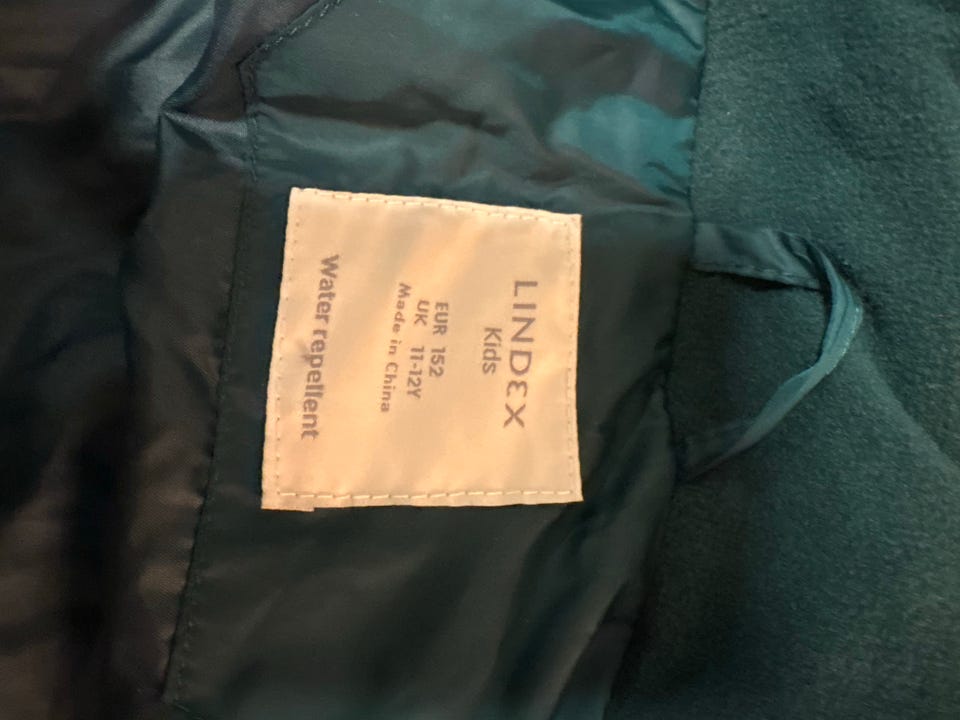 LINDEX
Kids
EUR 152
UK 11-12Y
Made in China
Water repellent